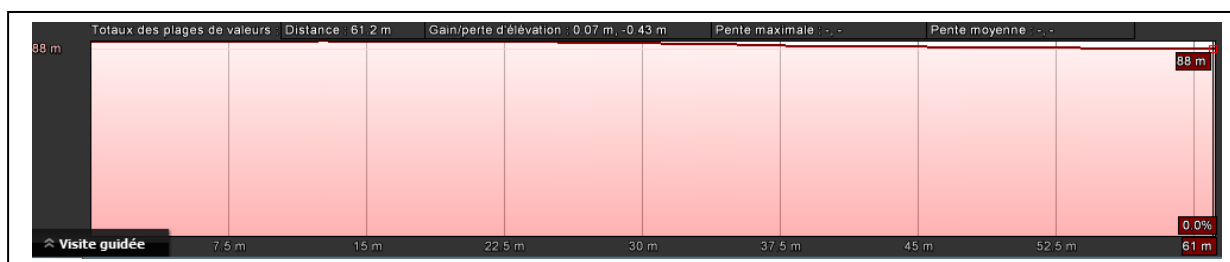 Totaux des plages de valeurs : Distance : 61.2 m Gain/perte d'élévation : 0.07 m, -0.43 m Pente maximale : -, - Pente moyenne : -, -
88 m
88 m
0.0%
Visite guidée 7.5 m 15 m 22.5 m 30 m 37.5 m 45 m 52.5 m 61 m